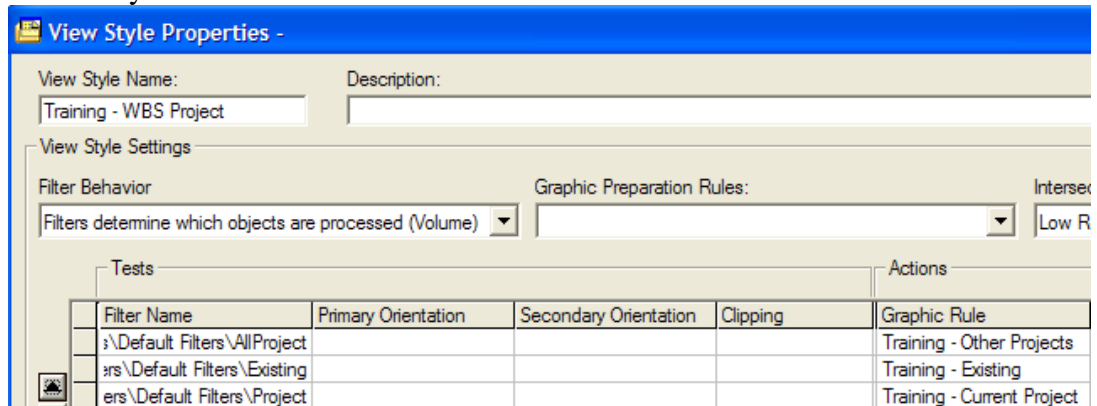 View Style Properties -
View Style Name: Description:
Training - WBS Project
View Style Settings
Filter Behavior Graphic Preparation Rules: Intersec
Filters determine which objects are processed (Volume) Low R
Tests Actions
Filter Name Primary Orientation Secondary Orientation Clipping Graphic Rule
s\Default Filters\AllProject Training - Other Projects
ers\Default Filters\Existing Training - Existing
ers\Default Filters\Project Training - Current Project